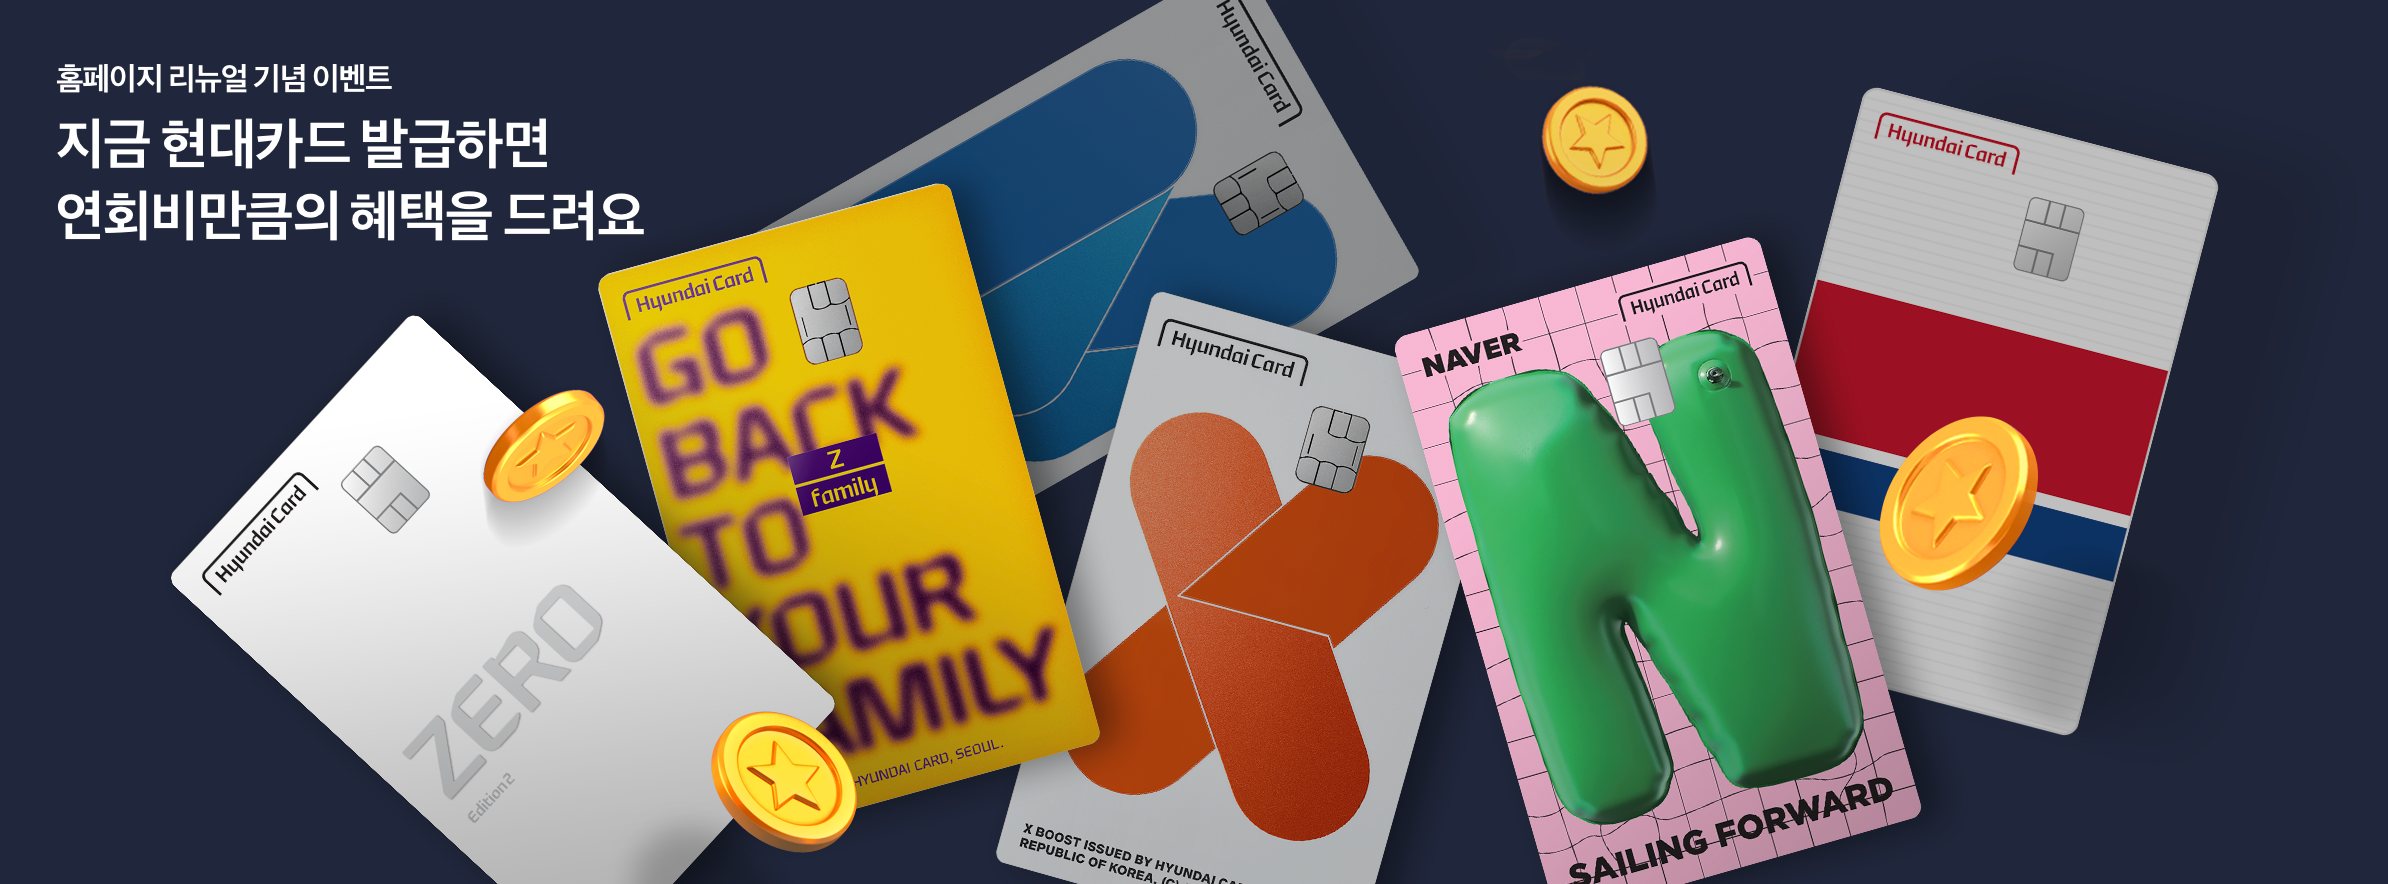 홈페이지 리뉴얼 기념 이벤트
지금 현대카드 발급하면
연회비만큼의 혜택을 드려요
Hyundai Card
ZERO
Edition2
Hyundai Card
GO
BACK
TO
YOUR
FAMILY
Z
family
HYUNDAI CARD, SEOUL.
Hyundai Card
Hyundai Card
X BOOST ISSUED BY HYUNDAI
REPUBLIC OF KOREA.
NAVER
Hyundai Card
SAILING FORWARD
Hyundai Card